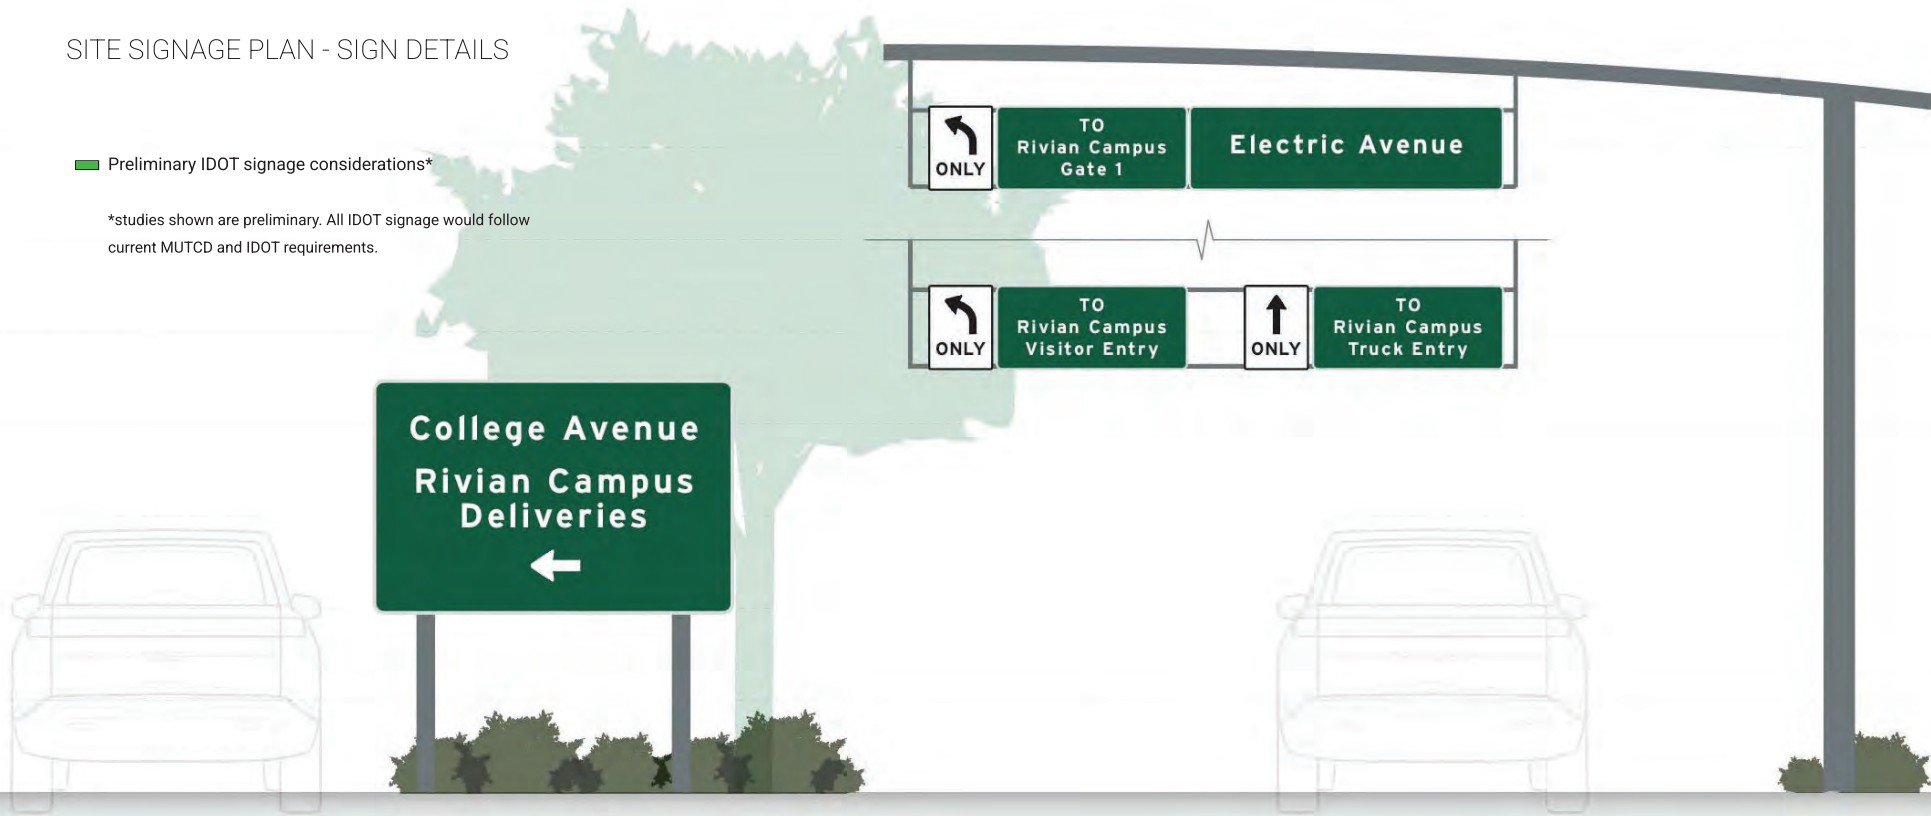 SITE SIGNAGE PLAN - SIGN DETAILS
Preliminary IDOT signage considerations*
*studies shown are preliminary. All IDOT signage would follow
current MUTCD and IDOT requirements.
ONLY
TO
Rivian Campus
Gate 1
Electric Avenue
ONLY
TO
Rivian Campus
Visitor Entry
ONLY
TO
Rivian Campus
Truck Entry
College Avenue
Rivian Campus
Deliveries